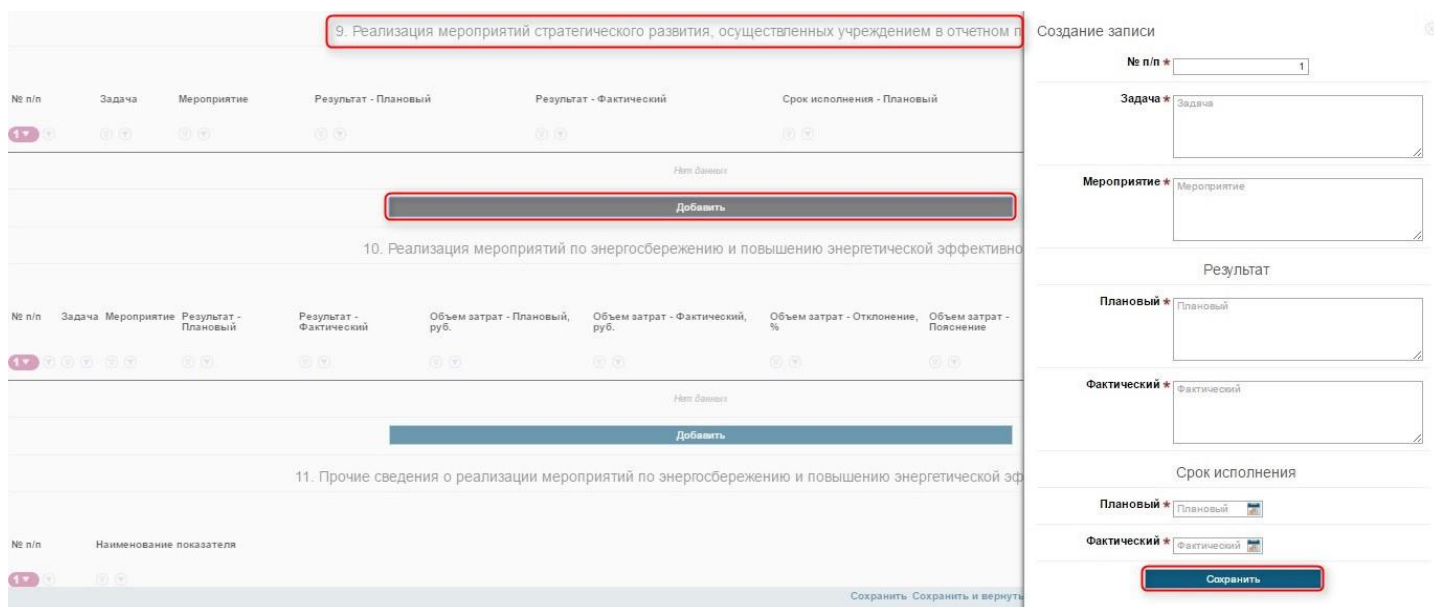 9. Реализация мероприятий стратегического развития, осуществленных учреждением в отчетном п
№ п/п Задача Мероприятие Результат - Плановый Результат - Фактический Срок исполнения - Плановый
1
Нет данных
Добавить
10. Реализация мероприятий по энергосбережению и повышению энергетической эффективно
№ п/п Задача Мероприятие Результат - Плановый Результат - Фактический Объем затрат - Плановый, руб. Объем затрат - Фактический, руб. Объем затрат - Отклонение, % Объем затрат - Пояснение
1
Нет данных
Добавить
11. Прочие сведения о реализации мероприятий по энергосбережению и повышению энергетической эф
№ п/п Наименование показателя
1
Сохранить Сохранить и вернуть
Создание записи
№ п/п * 1
Задача * Задача
Мероприятие * Мероприятие
Результат
Плановый * Плановый
Фактический * Фактический
Срок исполнения
Плановый * Плановый
Фактический * Фактический
Сохранить